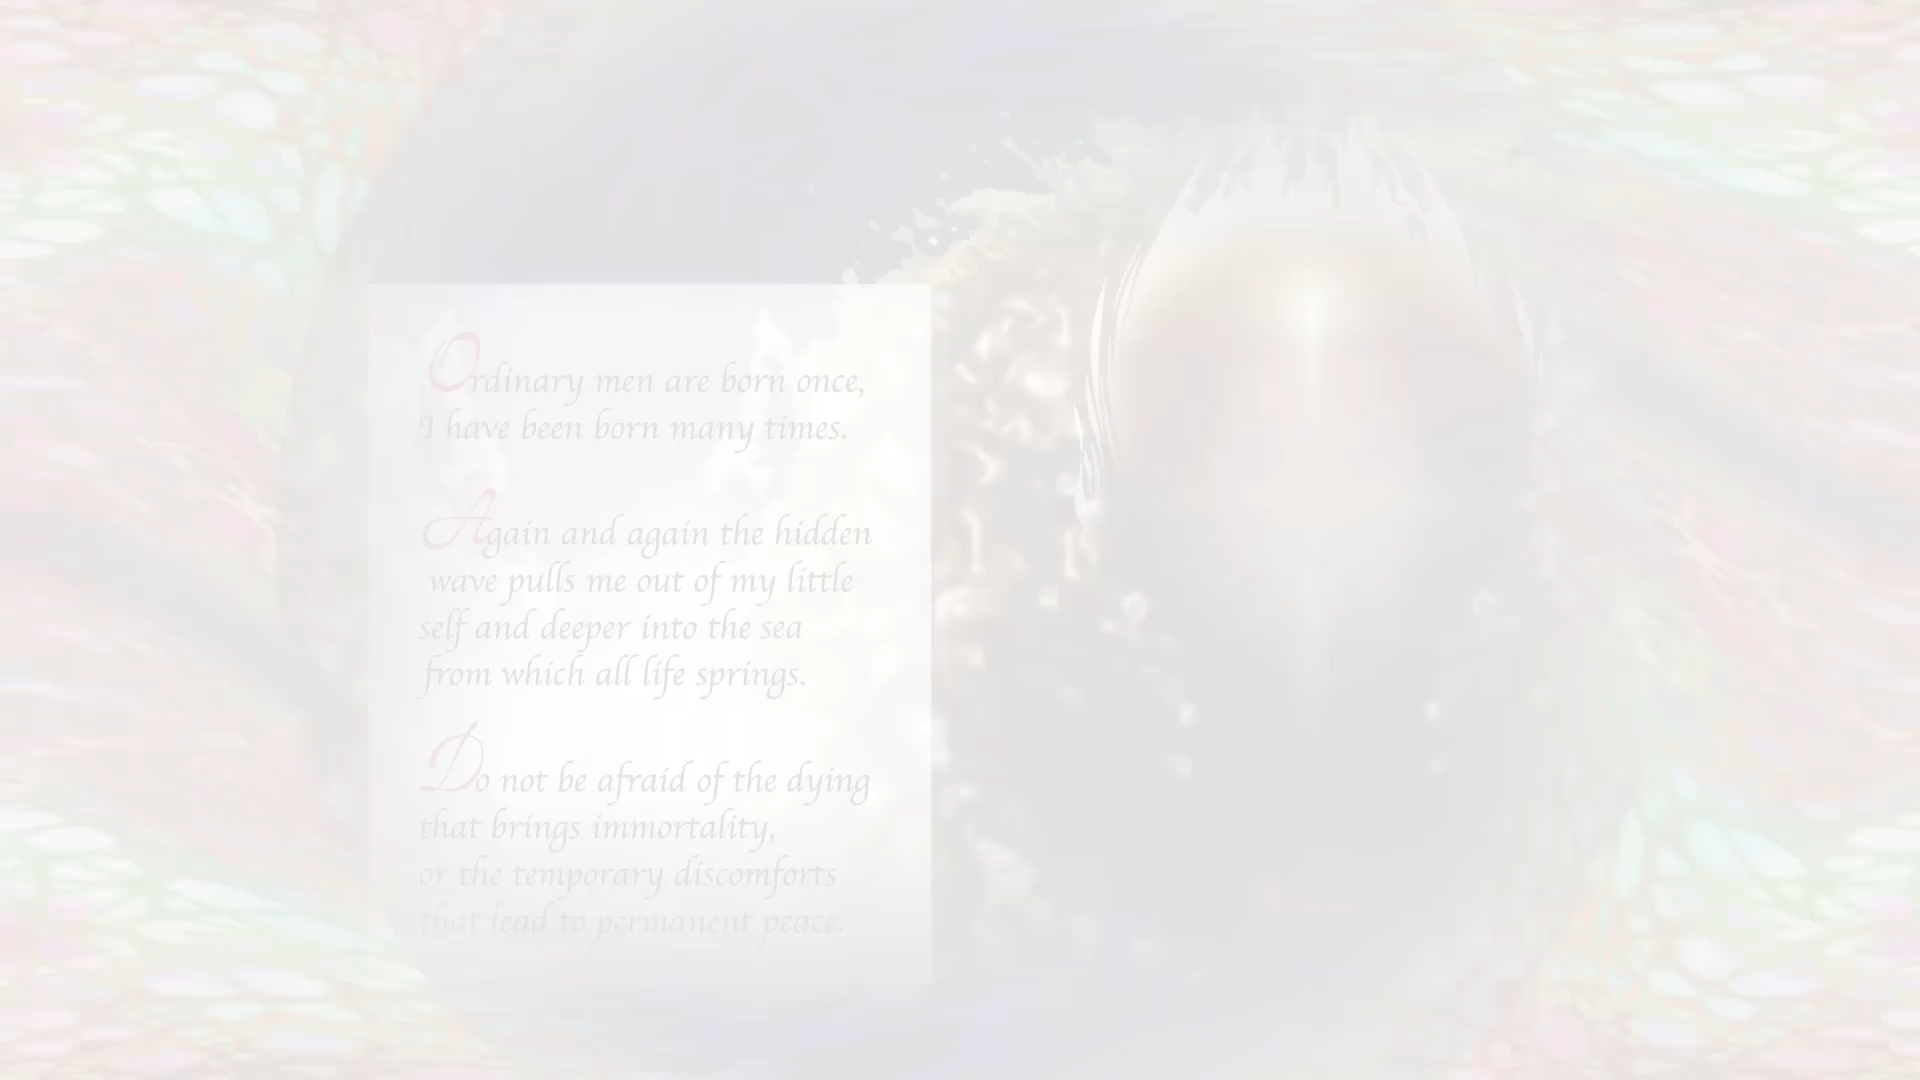 Ordinary men are born once,
I have been born many times.
Again and again the hidden
wave pulls me out of my little
self and deeper into the sea
from which all life springs.
Do not be afraid of the dying
that brings immortality,
or the temporary discomforts
that lead to permanent peace.